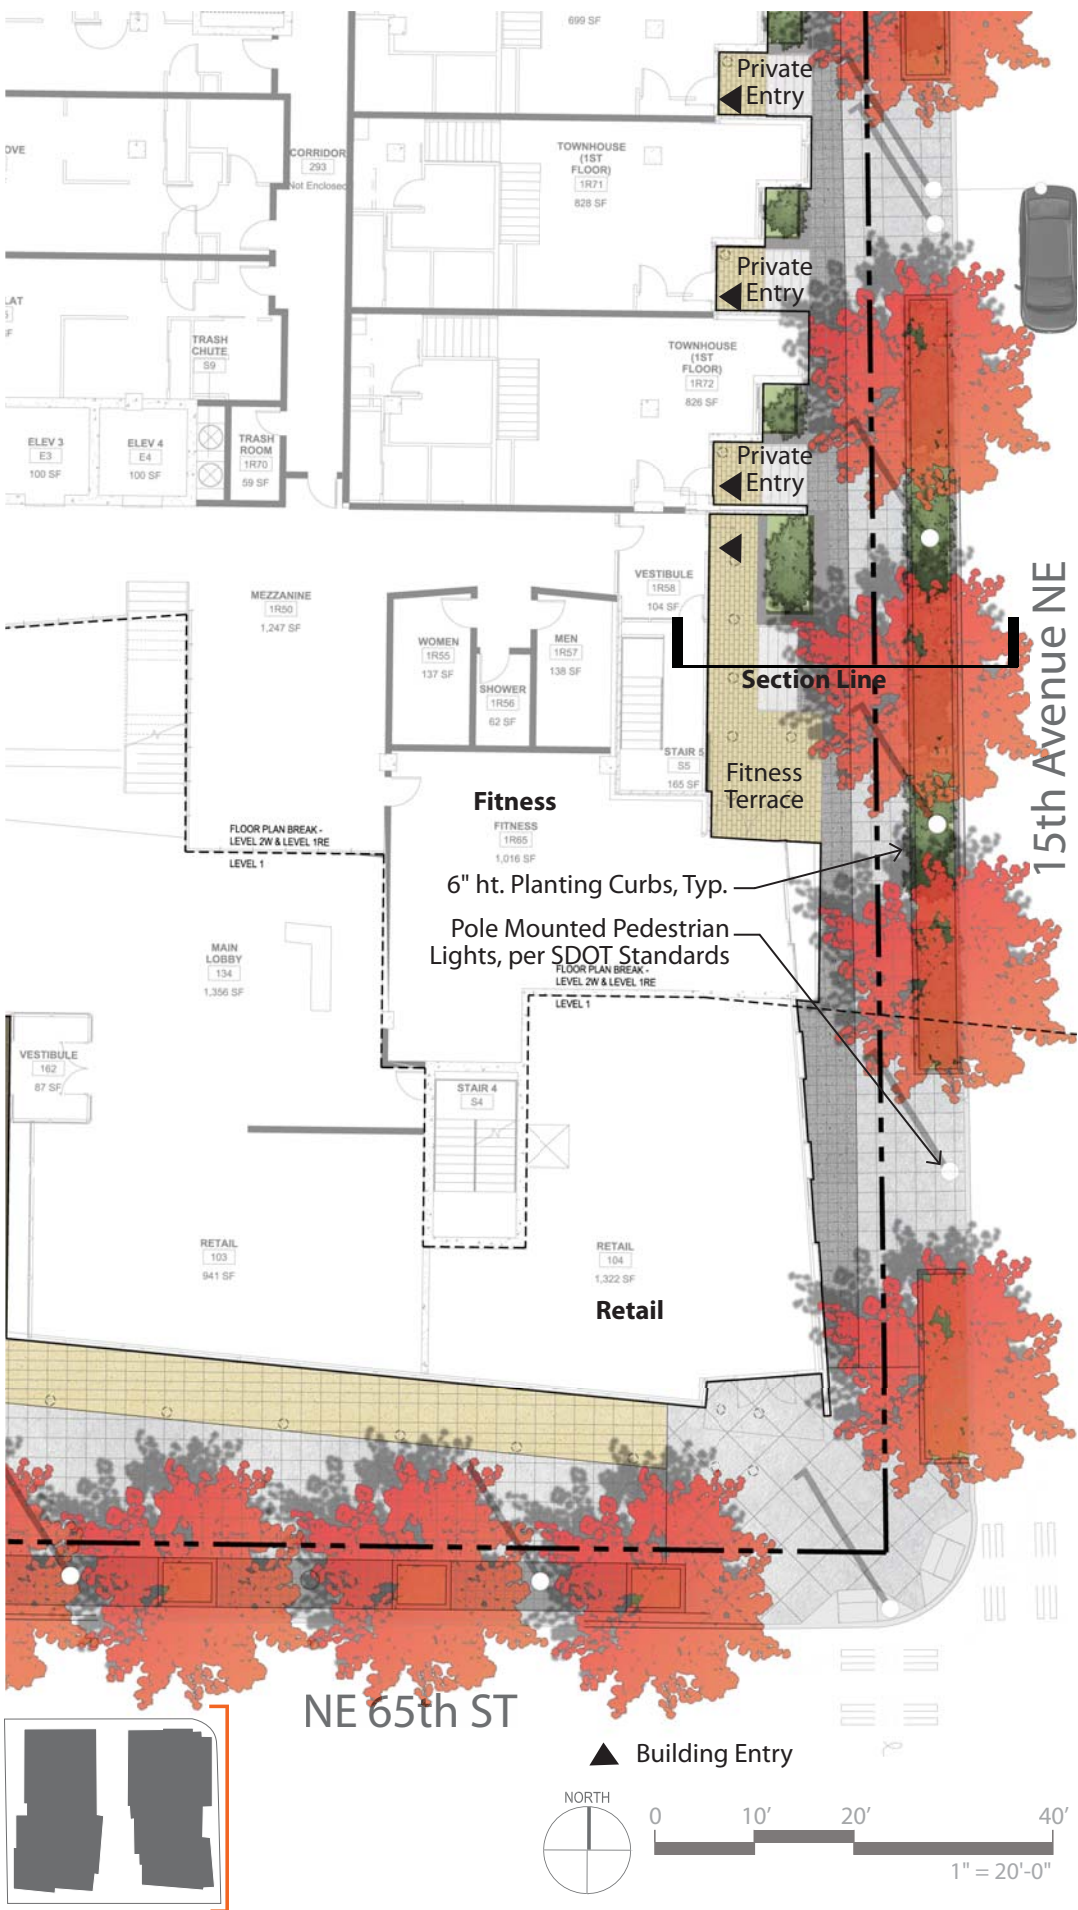 699 SF
Private
Entry
OVE
CORRIDOR
293
Not Enclosed
TOWNHOUSE
(1ST
FLOOR)
1R71
828 SF
Private
Entry
LAT
TRASH
CHUTE
S9
TOWNHOUSE
(1ST
FLOOR)
1R72
826 SF
ELEV 3
E3
100 SF
ELEV 4
E4
100 SF
TRASH
ROOM
1R70
59 SF
Private
Entry
MEZZANINE
1R50
1,247 SF
VESTIBULE
1R58
104 SF
WOMEN
1R55
137 SF
MEN
1R57
138 SF
SHOWER
1R56
62 SF
Section Line
15th Avenue NE
STAIR 5
S5
165 SF
Fitness
Terrace
Fitness
FITNESS
1R65
1,016 SF
FLOOR PLAN BREAK -
LEVEL 2W & LEVEL 1RE
LEVEL 1
6" ht. Planting Curbs, Typ.
Pole Mounted Pedestrian
Lights, per SDOT Standards
MAIN
LOBBY
134
1,356 SF
FLOOR PLAN BREAK -
LEVEL 2W & LEVEL 1RE
LEVEL 1
VESTIBULE
162
87 SF
STAIR 4
S4
RETAIL
103
941 SF
RETAIL
104
1,322 SF
Retail
NE 65th ST
Building Entry
NORTH
0 10' 20' 40'
1" = 20'-0"